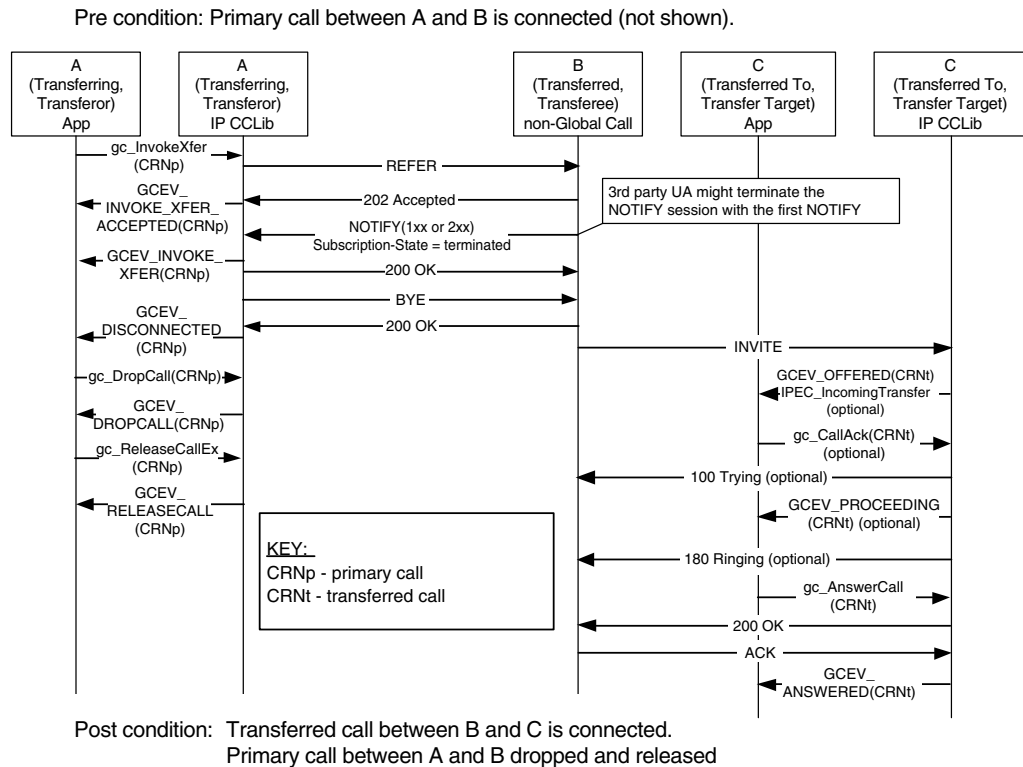 Pre condition: Primary call between A and B is connected (not shown).
A
(Transferring,
Transferor)
App
A
(Transferring,
Transferor)
IP CCLib
B
(Transferred,
Transferee)
non-Global Call
C
(Transferred To,
Transfer Target)
App
C
(Transferred To,
Transfer Target)
IP CCLib
gc_InvokeXfer
(CRNp)
REFER
GCEV_
INVOKE_XFER_
ACCEPTED(CRNp)
202 Accepted
3rd party UA might terminate the
NOTIFY session with the first NOTIFY
NOTIFY(1xx or 2xx)
Subscription-State = terminated
GCEV_INVOKE_
XFER(CRNp)
200 OK
BYE
GCEV_
DISCONNECTED
(CRNp)
200 OK
INVITE
gc_DropCall(CRNp)
GCEV_OFFERED(CRNt)
IPEC_IncomingTransfer
(optional)
GCEV_
DROPCALL(CRNp)
gc_CallAck(CRNt)
(optional)
gc_ReleaseCallEx
(CRNp)
100 Trying (optional)
GCEV_
RELEASECALL
(CRNp)
GCEV_PROCEEDING
(CRNt) (optional)
KEY:
CRNp - primary call
CRNt - transferred call
180 Ringing (optional)
gc_AnswerCall
(CRNt)
200 OK
ACK
GCEV_
ANSWERED(CRNt)
Post condition: Transferred call between B and C is connected.
Primary call between A and B dropped and released